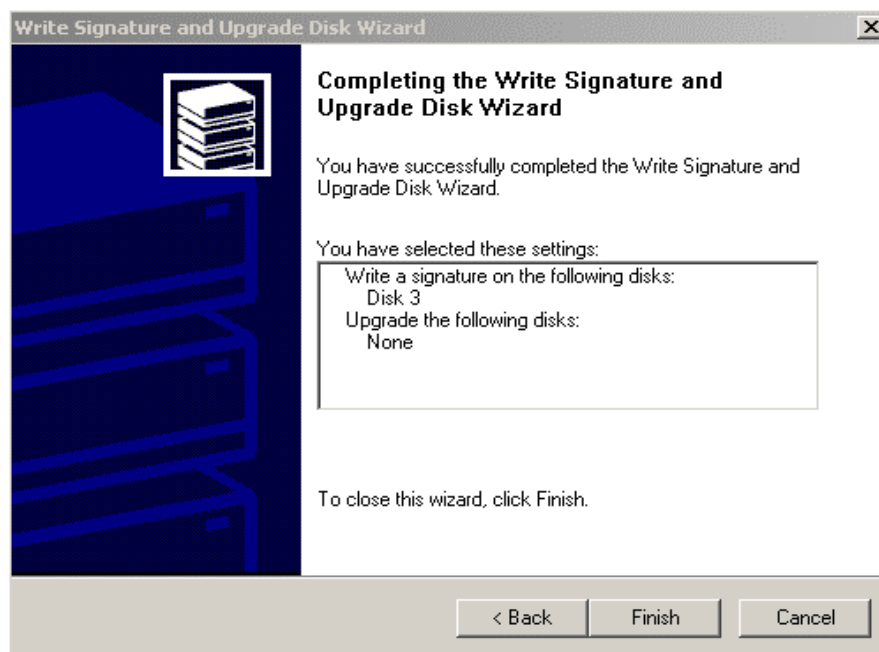 Write Signature and Upgrade Disk Wizard
Completing the Write Signature and
Upgrade Disk Wizard
You have successfully completed the Write Signature and
Upgrade Disk Wizard.
You have selected these settings:
Write a signature on the following disks:
Disk 3
Upgrade the following disks:
None
To close this wizard, click Finish.
< Back
Finish
Cancel